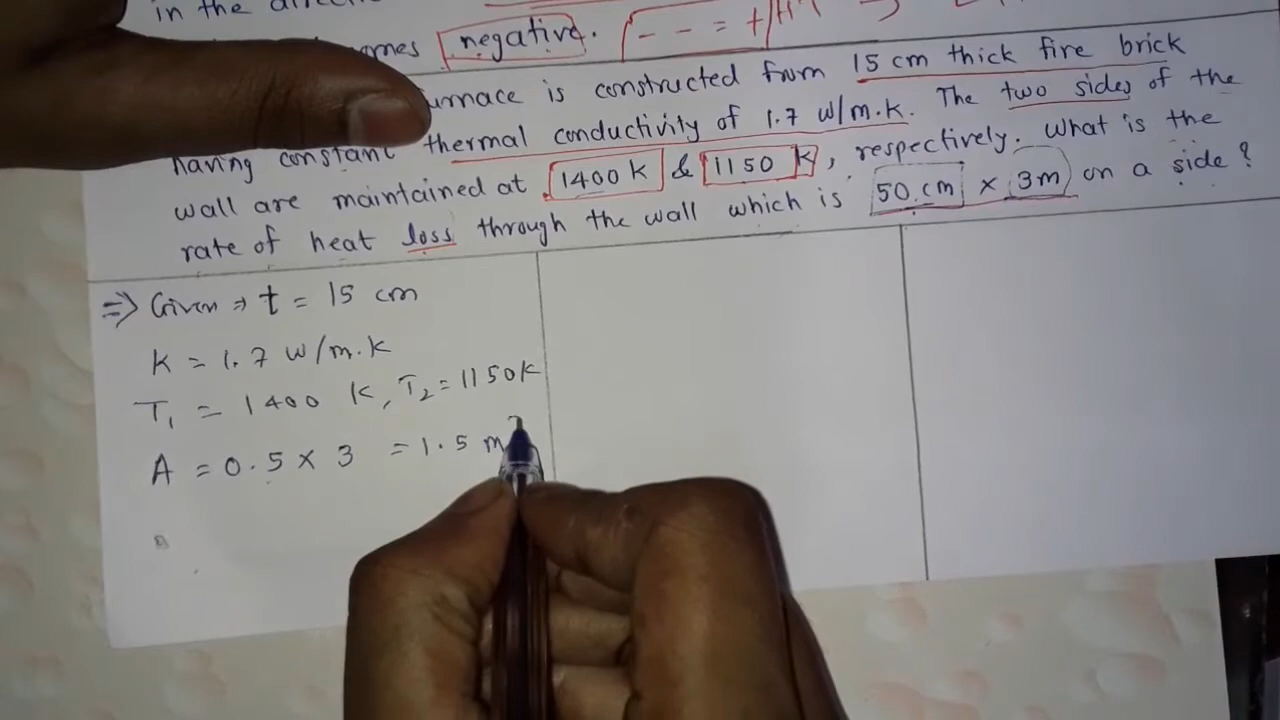 in the
negative. - - = +
is constructed from 15 cm thick fire brick
having constant thermal conductivity of 1.7 w/m.k. The two sides of the
wall are maintained at 1400 k & 1150 k, respectively. What is the
rate of heat loss through the wall which is 50 cm x 3m on a side?
=> Given → t = 15 cm
K = 1.7 w/m.k
T1 = 1400 k, T2 = 1150k
A = 0.5 x 3 = 1.5 m